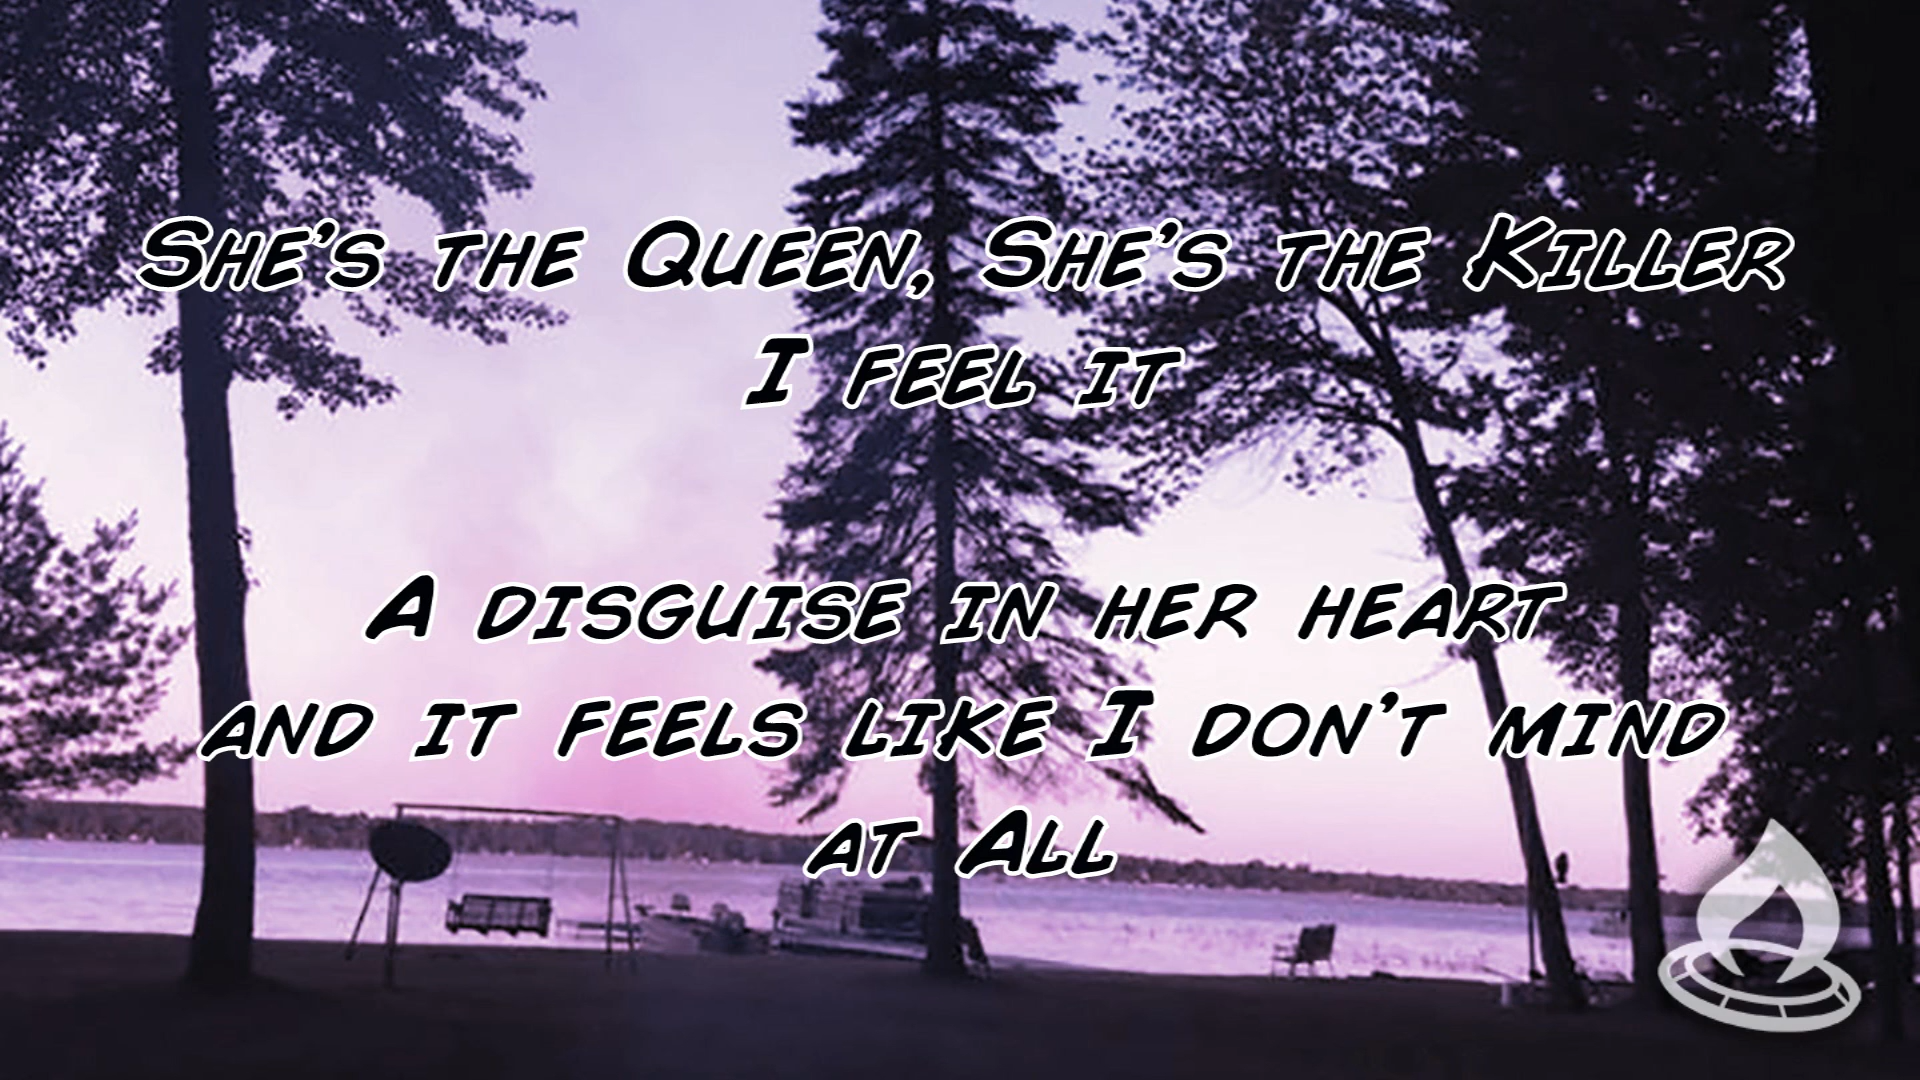 She's the Queen, She's the Killer
I feel it
A disguise in her heart
and it feels like I don't mind
at All